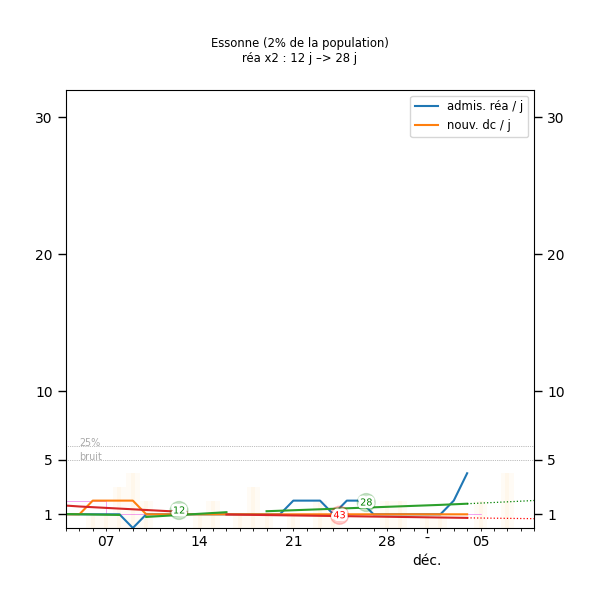 Essonne (2% de la population)
réa x2 : 12 j –> 28 j
admis. réa / j
nouv. dc / j
30 30
20 20
10 10
25%
bruit
5 5
28
12
43
1 1
07 14 21 28 - 05
déc.